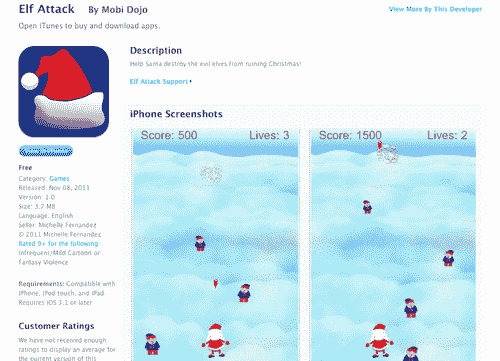 Elf Attack By Mobi Dojo
View More By This Developer
Open iTunes to buy and download apps.
Description
Help Santa destroy the evil elves from ruining Christmas!
Elf Attack Support
iPhone Screenshots
Score: 500 Lives: 3
Score: 1500 Lives: 2
Free
Category: Games
Released: Nov 08, 2011
Version: 1.0
Size: 3.7 MB
Language: English
Seller: Michelle Fernandez
© 2011 Michelle Fernandez
Rated 9+ for the following:
Infrequent/Mild Cartoon or
Fantasy Violence
Requirements: Compatible with
iPhone, iPod touch, and iPad.
Requires iOS 3.1 or later
Customer Ratings
We have not received enough
ratings to display an average for
the current version of this